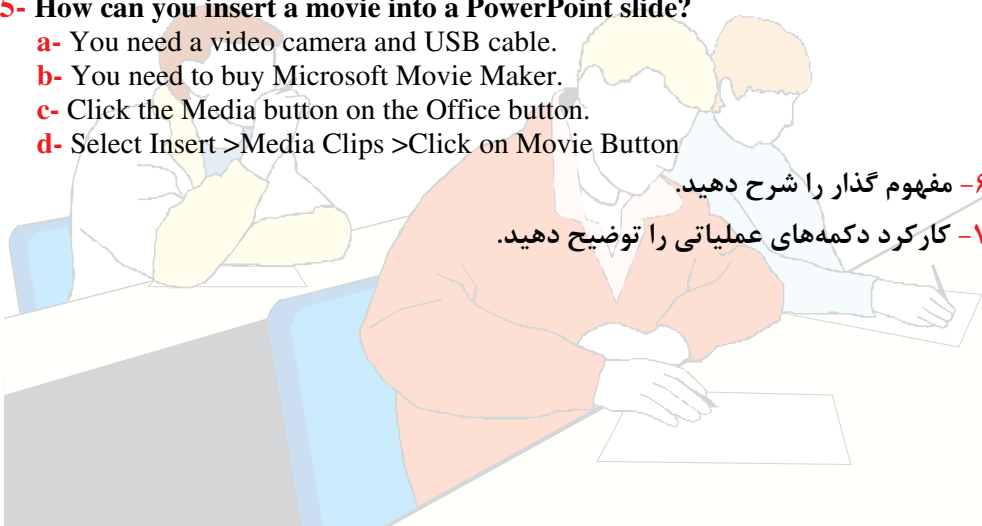 5- How can you insert a movie into a PowerPoint slide?
a- You need a video camera and USB cable.
b- You need to buy Microsoft Movie Maker.
c- Click the Media button on the Office button.
d- Select Insert >Media Clips >Click on Movie Button
۶- مفهوم گذار را شرح دهید.
۷- کارکرد دکمه‌های عملیاتی را توضیح دهید.